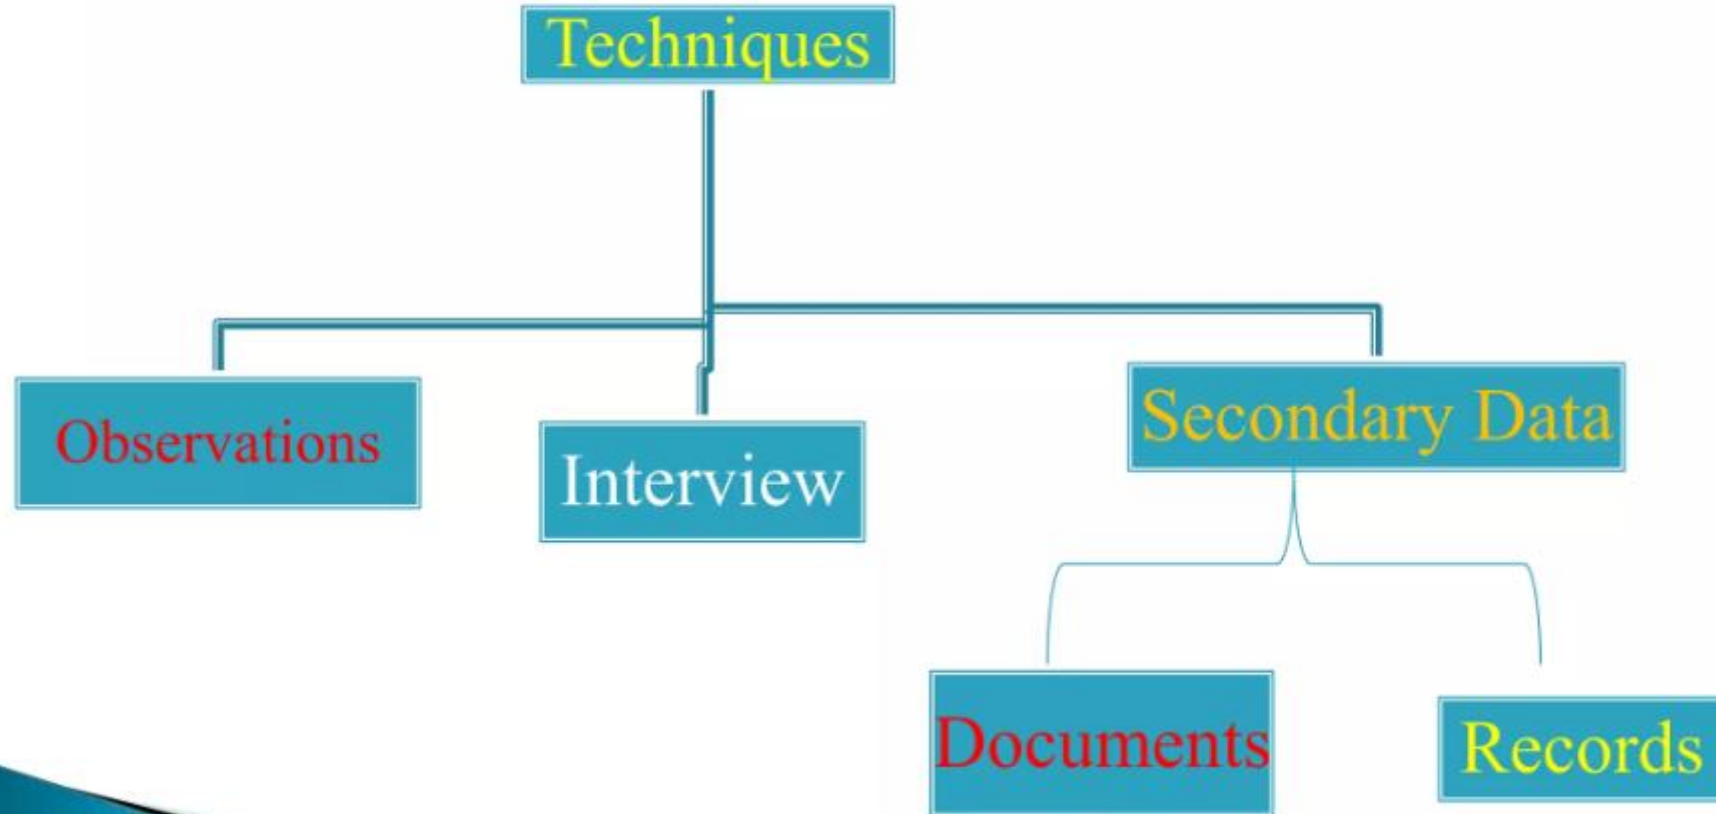 Techniques
Observations
Interview
Secondary Data
Documents
Records